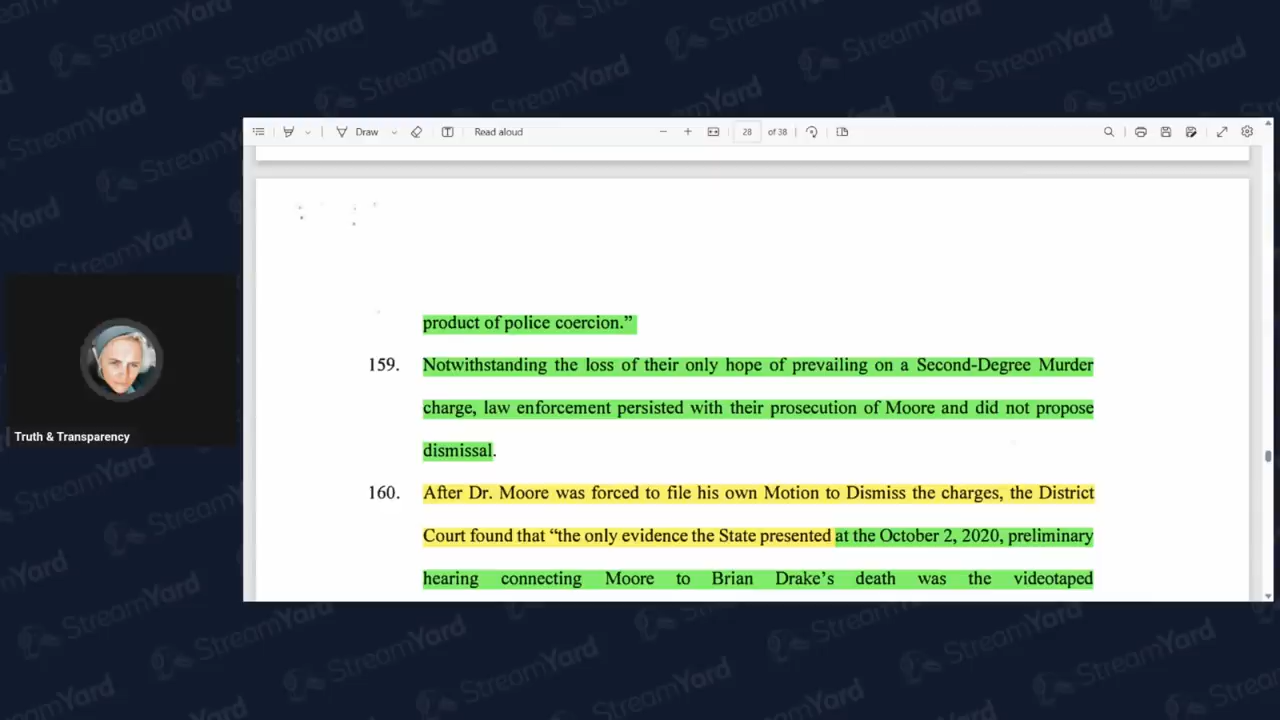 StreamYard
Draw
Read aloud
28 of 38
product of police coercion.”
159. Notwithstanding the loss of their only hope of prevailing on a Second-Degree Murder
charge, law enforcement persisted with their prosecution of Moore and did not propose
dismissal.
160. After Dr. Moore was forced to file his own Motion to Dismiss the charges, the District
Court found that “the only evidence the State presented at the October 2, 2020, preliminary
hearing connecting Moore to Brian Drake’s death was the videotaped
Truth & Transparency